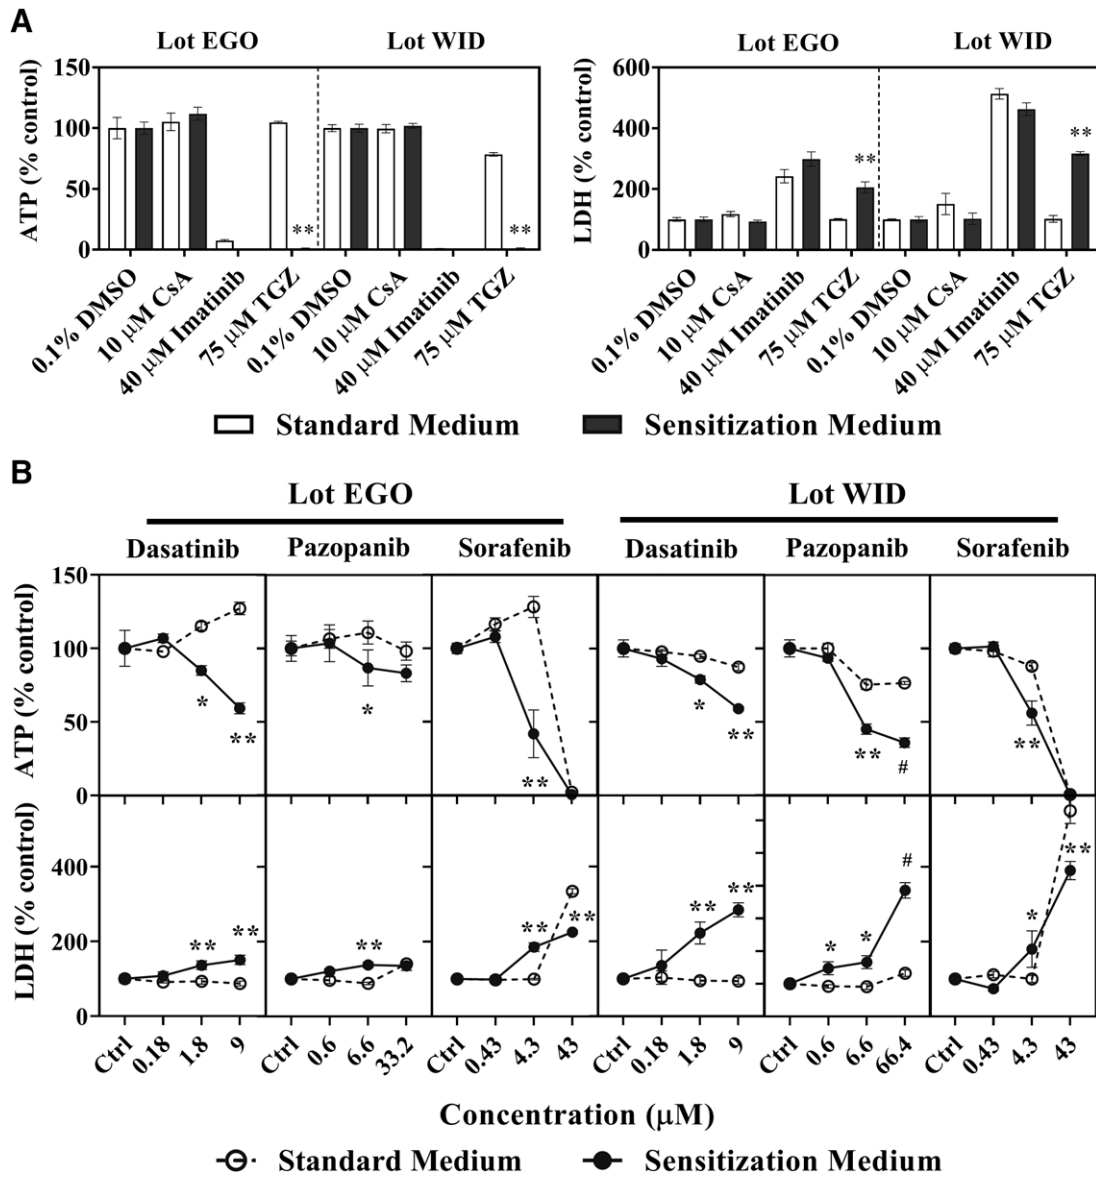 A
Lot EGO Lot WID
ATP (% control)
150
100
50
0
**
**
0.1% DMSO
10 μM CsA
40 μM Imatinib
75 μM TGZ
0.1% DMSO
10 μM CsA
40 μM Imatinib
75 μM TGZ
Lot EGO Lot WID
LDH (% control)
600
400
200
0
**
**
0.1% DMSO
10 μM CsA
40 μM Imatinib
75 μM TGZ
0.1% DMSO
10 μM CsA
40 μM Imatinib
75 μM TGZ
Standard Medium Sensitization Medium
B
Lot EGO Lot WID
Dasatinib Pazopanib Sorafenib Dasatinib Pazopanib Sorafenib
ATP (% control)
150
100
50
0
* ** * ** * ** ** # **
LDH (% control)
400
200
0
** ** ** ** ** ** ** * * # * **
Ctrl 0.18 1.8 9 Ctrl 0.6 6.6 33.2 Ctrl 0.43 4.3 43 Ctrl 0.18 1.8 9 Ctrl 0.6 6.6 66.4 Ctrl 0.43 4.3 43
Concentration (μM)
Standard Medium Sensitization Medium